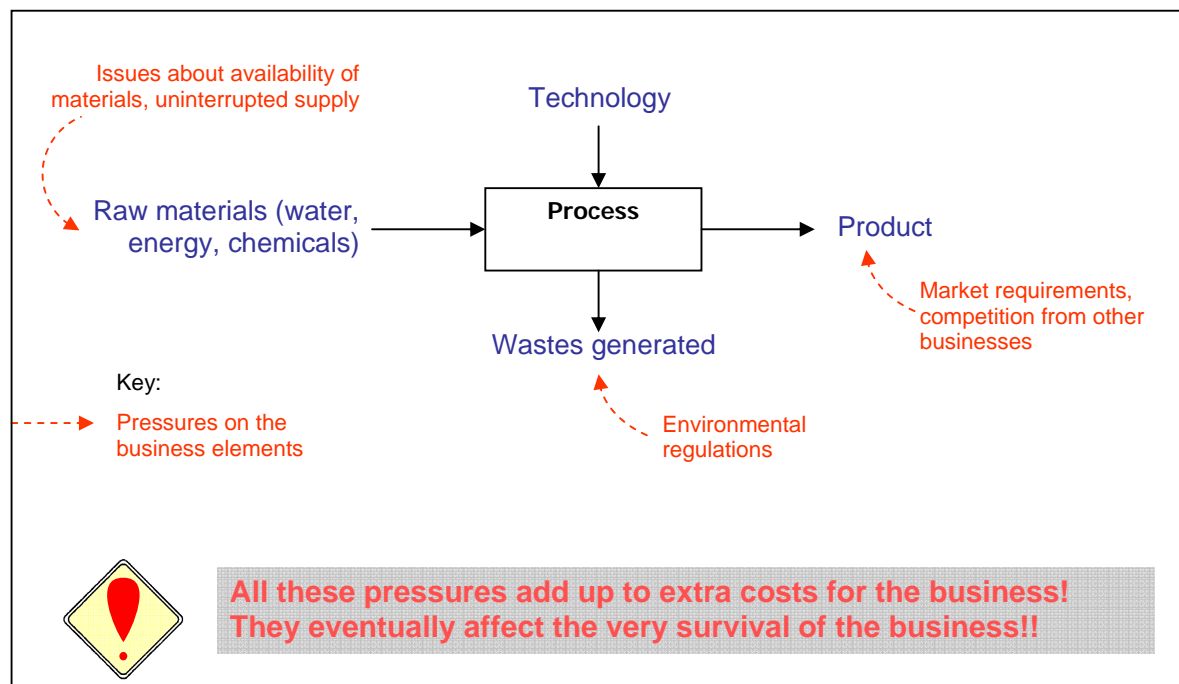 Issues about availability of
materials, uninterrupted supply
Technology
Raw materials (water,
energy, chemicals)
Process
Product
Market requirements,
competition from other
businesses
Wastes generated
Key:
Pressures on the
business elements
Environmental
regulations
All these pressures add up to extra costs for the business!
They eventually affect the very survival of the business!!